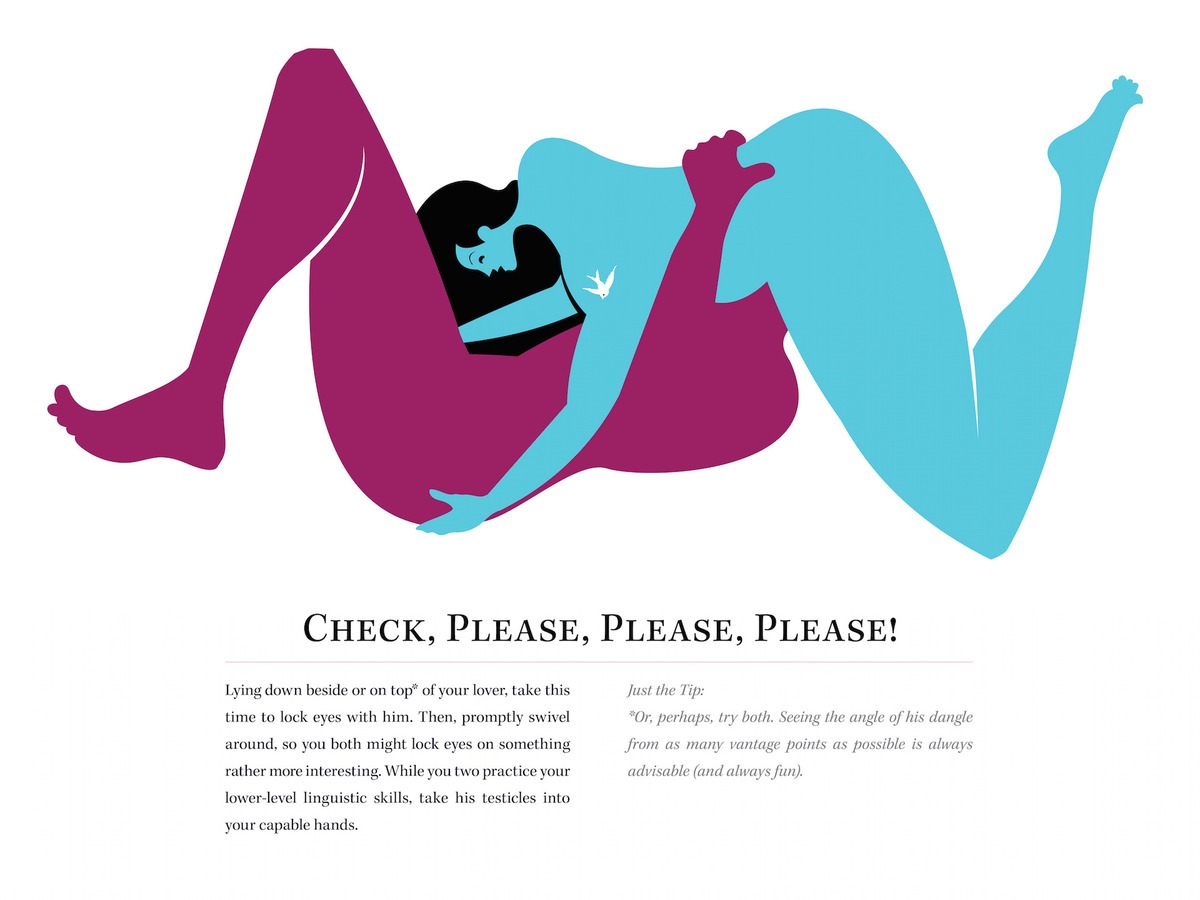 Check, Please, Please, Please!
Lying down beside or on top* of your lover, take this
time to lock eyes with him. Then, promptly swivel
around, so you both might lock eyes on something
rather more interesting. While you two practice your
lower-level linguistic skills, take his testicles into
your capable hands.
Just the Tip:
*Or, perhaps, try both. Seeing the angle of his dangle
from as many vantage points as possible is always
advisable (and always fun).